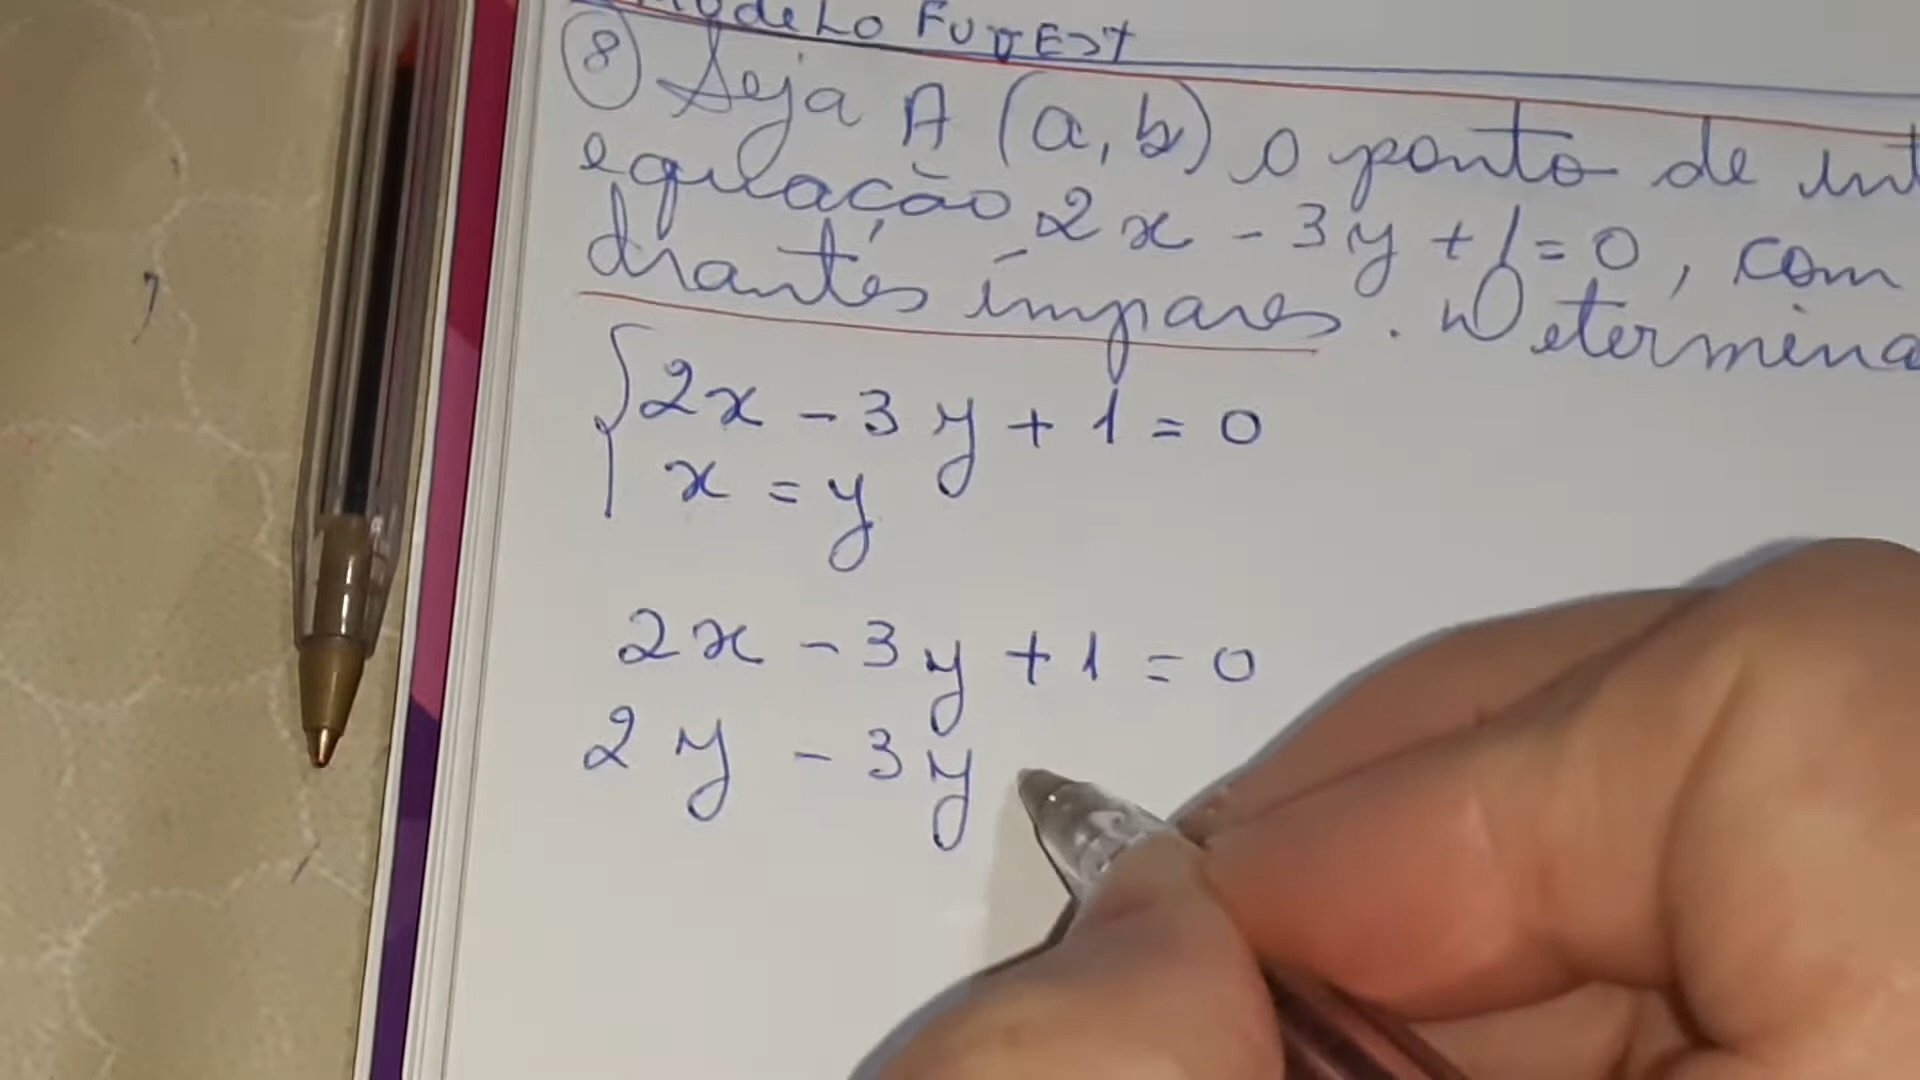 modelo FUVEST
8 Seja A (a, b) o ponto de int
equação 2x - 3y + 1 = 0, com
drantes ímpares. Determina
2x - 3y + 1 = 0
x = y
2x - 3y + 1 = 0
2y - 3y